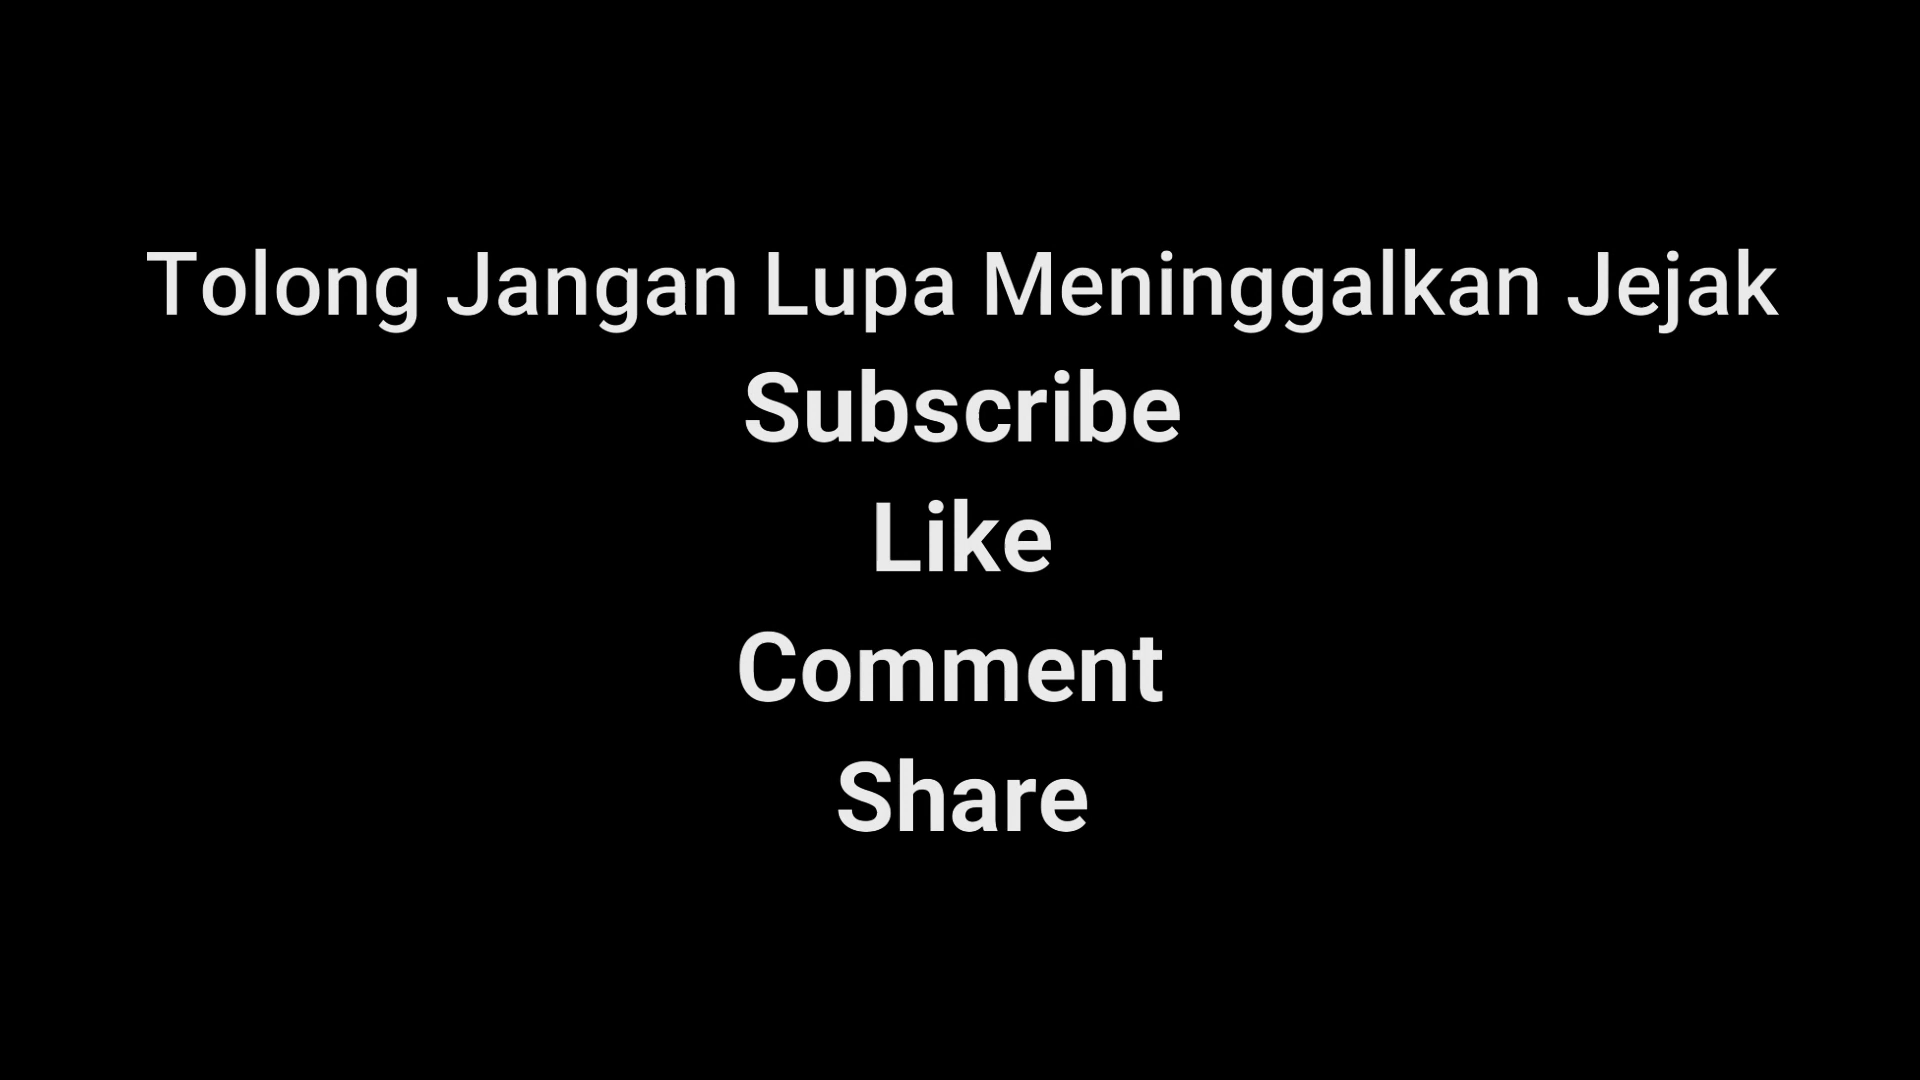 Tolong Jangan Lupa Meninggalkan Jejak
Subscribe
Like
Comment
Share